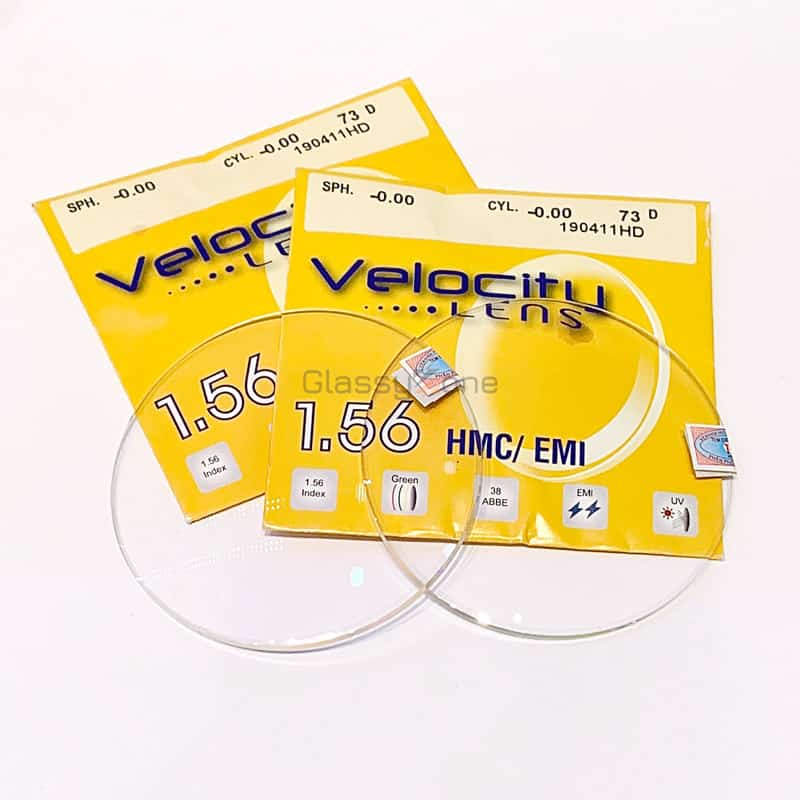 SPH. -0.00 CYL. -0.00 73 D
190411HD
Velocity
LENS
1.56
1.56
Index
SPH. -0.00 CYL. -0.00 73 D
190411HD
Velocity
LENS
GlassyZone
1.56 HMC/ EMI
1.56
Index
Green
38
ABBE
EMI
UV